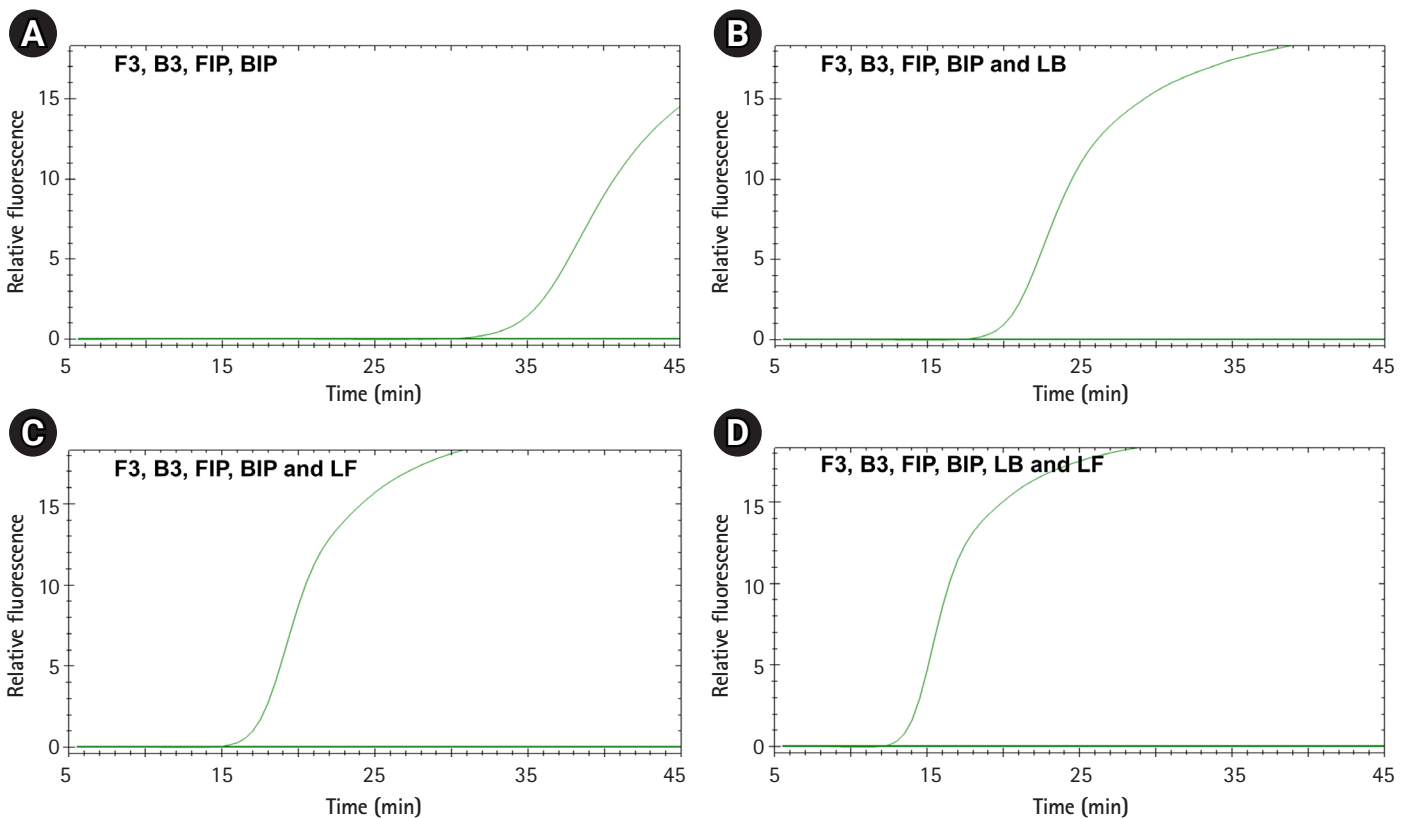 A
F3, B3, FIP, BIP
Relative fluorescence
15
10
5
0
5 15 25 35 45
Time (min)
B
F3, B3, FIP, BIP and LB
Relative fluorescence
15
10
5
0
5 15 25 35 45
Time (min)
C
F3, B3, FIP, BIP and LF
Relative fluorescence
15
10
5
0
5 15 25 35 45
Time (min)
D
F3, B3, FIP, BIP, LB and LF
Relative fluorescence
15
10
5
0
5 15 25 35 45
Time (min)